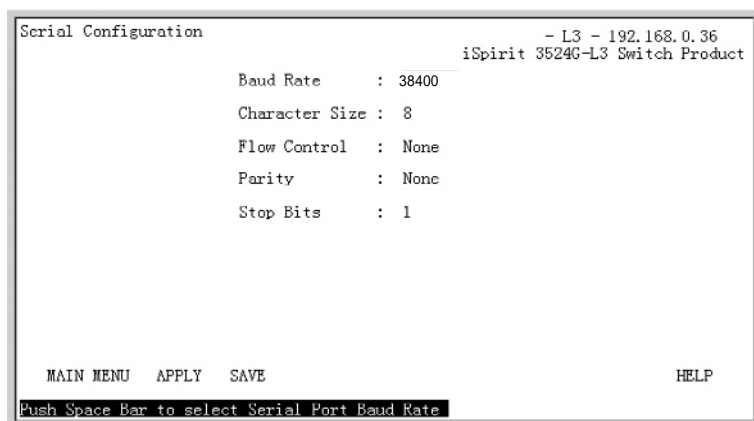 Serial Configuration
- L3 - 192.168.0.36
iSpirit 3524G-L3 Switch Product
Baud Rate : 38400
Character Size : 8
Flow Control : None
Parity : None
Stop Bits : 1
MAIN MENU APPLY SAVE HELP
Push Space Bar to select Serial Port Baud Rate